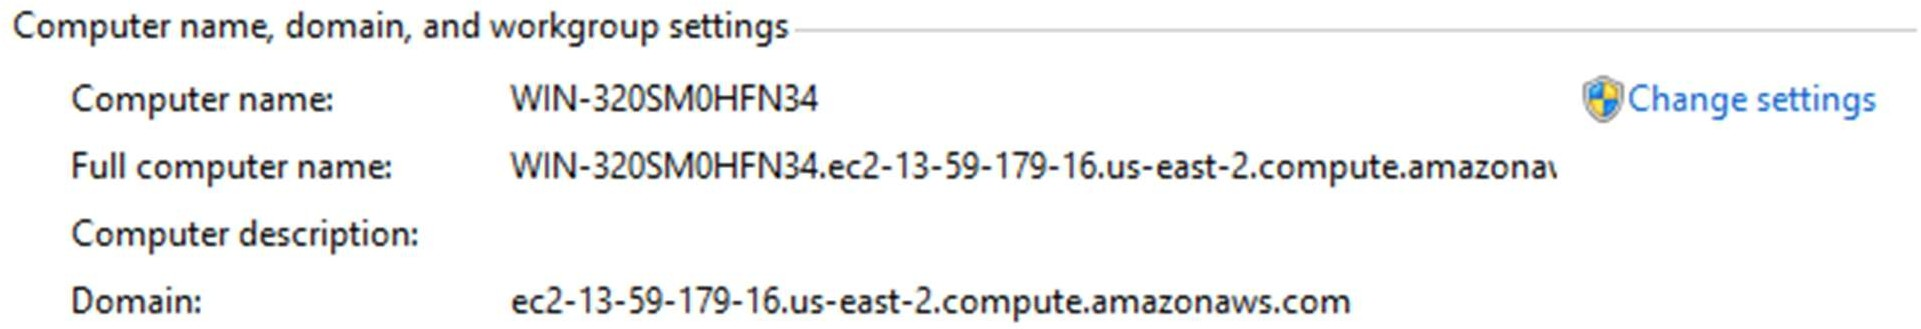 Computer name, domain, and workgroup settings
Computer name: WIN-320SM0HFN34 Change settings
Full computer name: WIN-320SM0HFN34.ec2-13-59-179-16.us-east-2.compute.amazona
Computer description:
Domain: ec2-13-59-179-16.us-east-2.compute.amazonaws.com